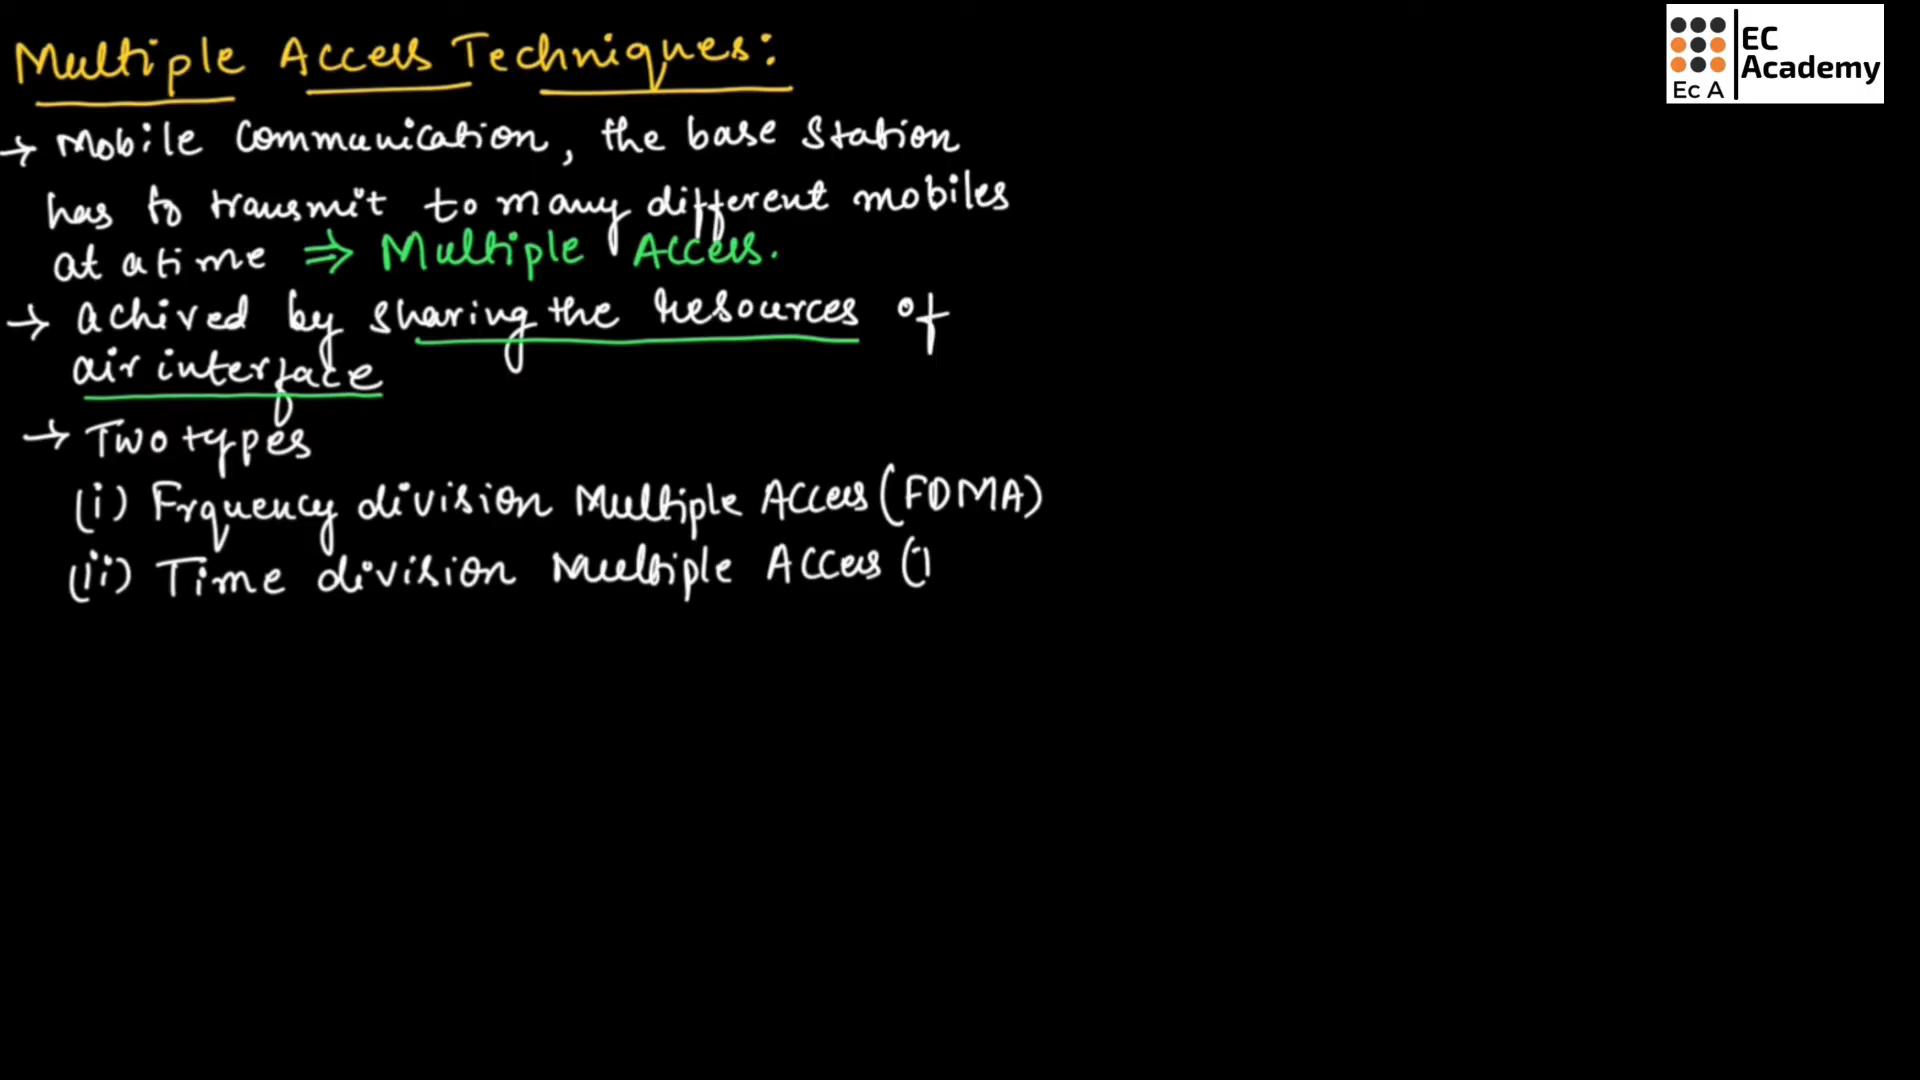 Multiple Access Techniques:
→ Mobile Communication, the base Station
has to transmit to many different mobiles
at a time ⇒ Multiple Access.
→ Achived by sharing the resources of
air interface
→ Two types
(i) Frquency division Multiple Access (FDMA)
(ii) Time division Multiple Access (T
EC
Academy
Ec A